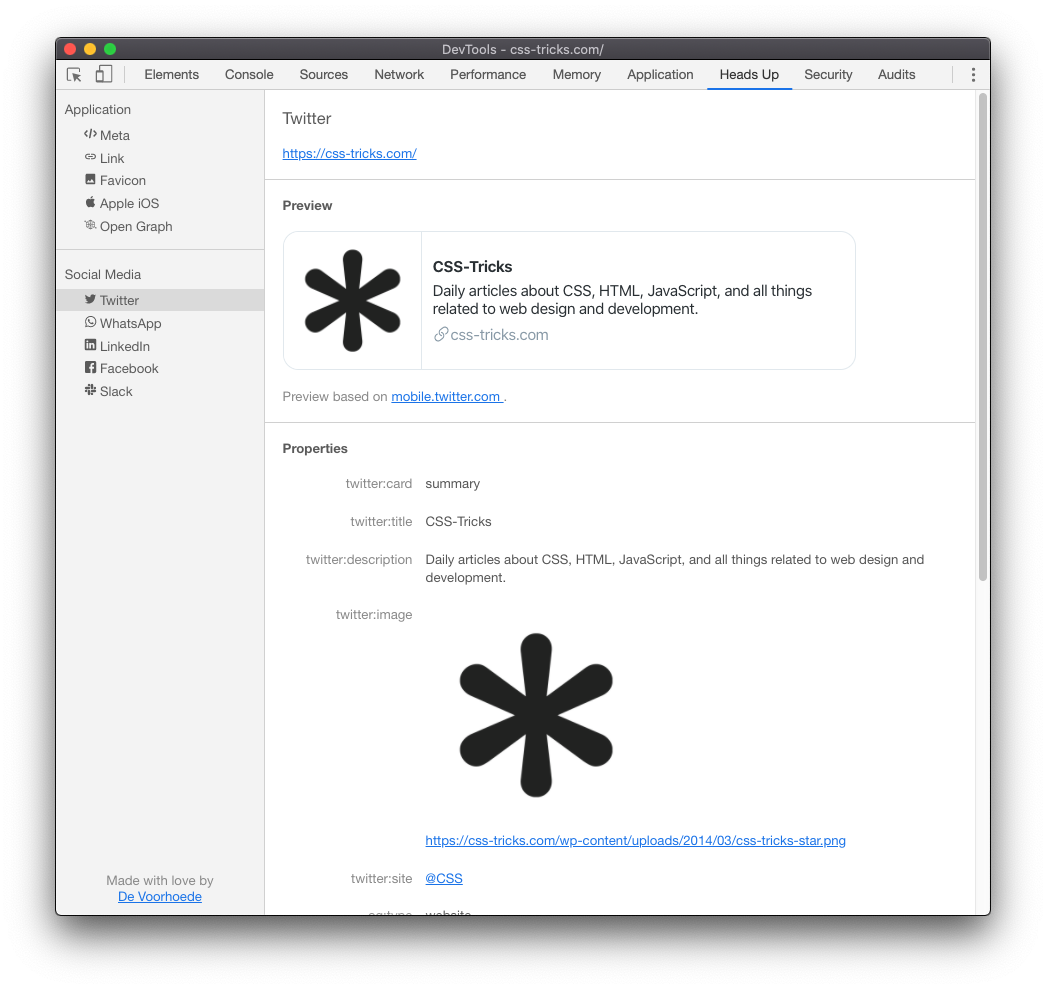 DevTools - css-tricks.com/
Elements Console Sources Network Performance Memory Application Heads Up Security Audits
Application
Meta
Link
Favicon
Apple iOS
Open Graph
Social Media
Twitter
WhatsApp
LinkedIn
Facebook
Slack
Made with love by
De Voorhoede
Twitter
https://css-tricks.com/
Preview
CSS-Tricks
Daily articles about CSS, HTML, JavaScript, and all things
related to web design and development.
css-tricks.com
Preview based on mobile.twitter.com .
Properties
twitter:card summary
twitter:title CSS-Tricks
twitter:description Daily articles about CSS, HTML, JavaScript, and all things related to web design and
development.
twitter:image
https://css-tricks.com/wp-content/uploads/2014/03/css-tricks-star.png
twitter:site @CSS
og:type website